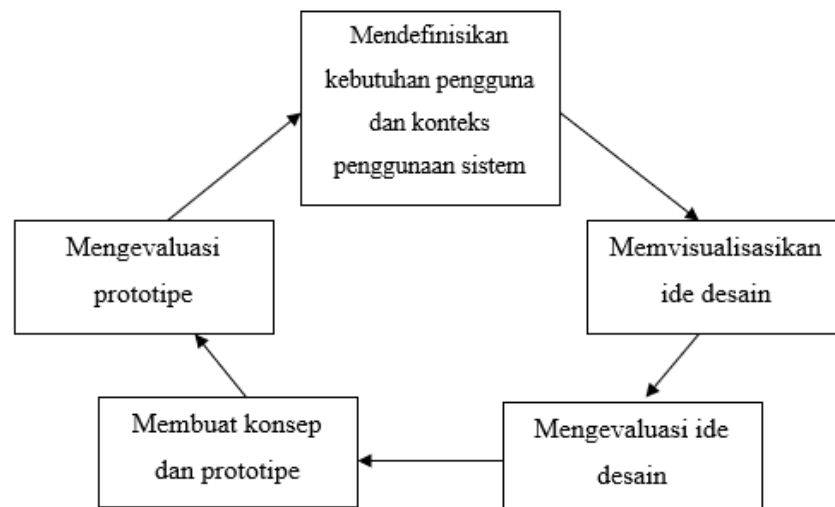 Mendefinisikan
kebutuhan pengguna
dan konteks
penggunaan sistem
Memvisualisasikan
ide desain
Mengevaluasi ide
desain
Membuat konsep
dan prototipe
Mengevaluasi
prototipe